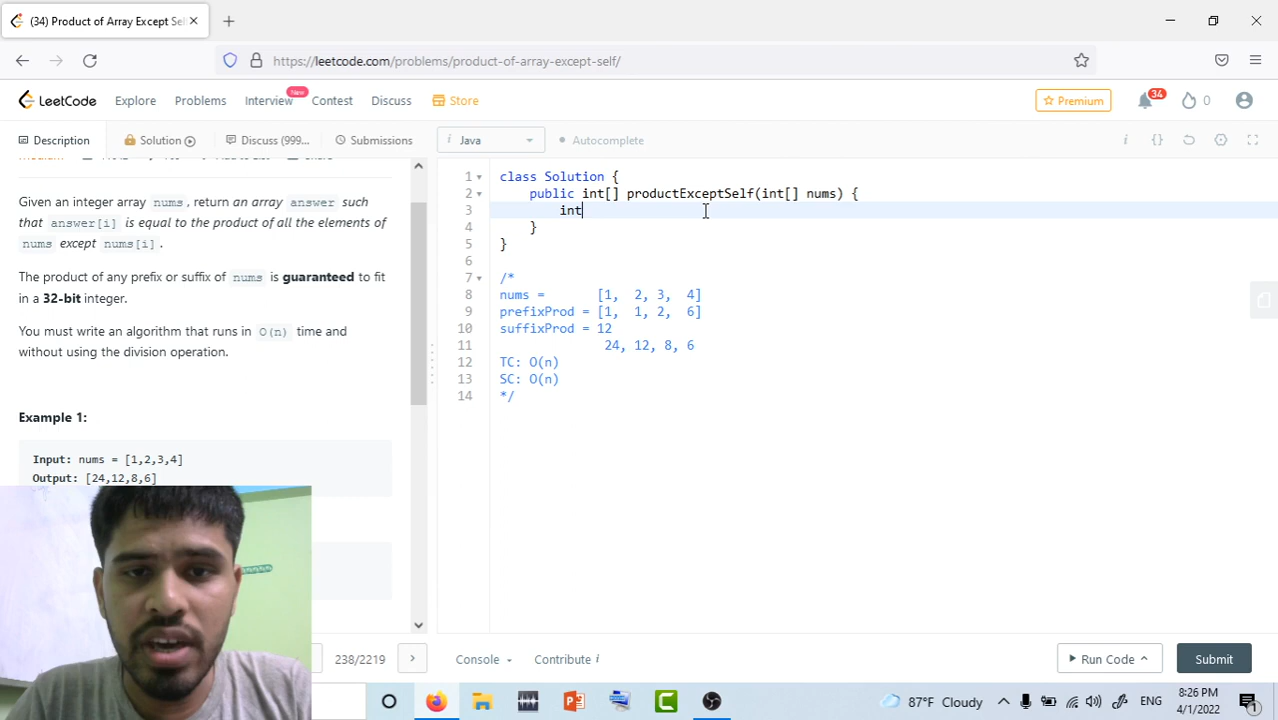 (34) Product of Array Except Sel
https://leetcode.com/problems/product-of-array-except-self/
LeetCode Explore Problems Interview New Contest Discuss Store Premium 34 0
Description Solution Discuss (999... Submissions i Java Autocomplete
Given an integer array nums, return an array answer such
that answer[i] is equal to the product of all the elements of
nums except nums[i].
The product of any prefix or suffix of nums is guaranteed to fit
in a 32-bit integer.
You must write an algorithm that runs in O(n) time and
without using the division operation.
Example 1:
Input: nums = [1,2,3,4]
Output: [24,12,8,6]
1 class Solution {
2 public int[] productExceptSelf(int[] nums) {
3 int
4 }
5 }
6
7 /*
8 nums = [1, 2, 3, 4]
9 prefixProd = [1, 1, 2, 6]
10 suffixProd = 12
11 24, 12, 8, 6
12 TC: O(n)
13 SC: O(n)
14 */
238/2219 > Console Contribute i Run Code Submit
87°F Cloudy ENG 8:26 PM
4/1/2022